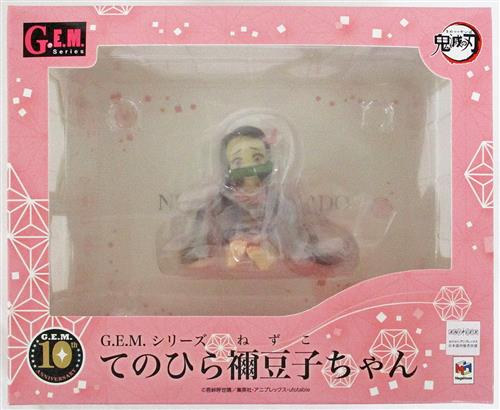 G.E.M.
Series
鬼滅の刃
G.E.M.
10th
ANNIVERSARY
G.E.M. シリーズ ねずこ
てのひら禰豆子ちゃん
©吾峠呼世晴／集英社・アニプレックス・ufotable
MegaHouse